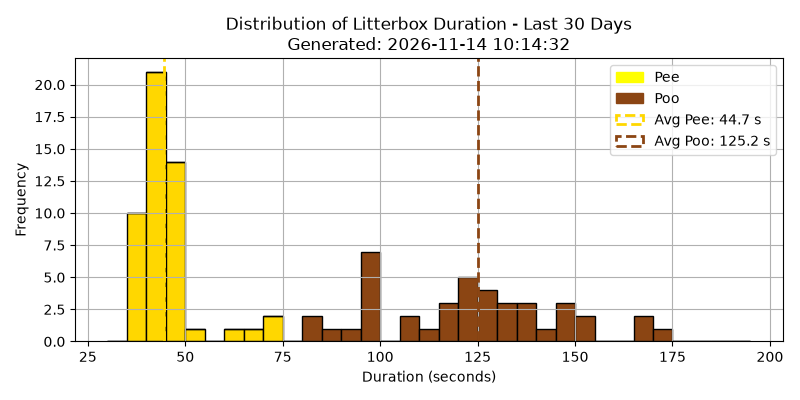 Distribution of Litterbox Duration - Last 30 Days
Generated: 2026-11-14 10:14:32
Frequency
20.0
17.5
15.0
12.5
10.0
7.5
5.0
2.5
0.0
Pee
Poo
Avg Pee: 44.7 s
Avg Poo: 125.2 s
25 50 75 100 125 150 175 200
Duration (seconds)